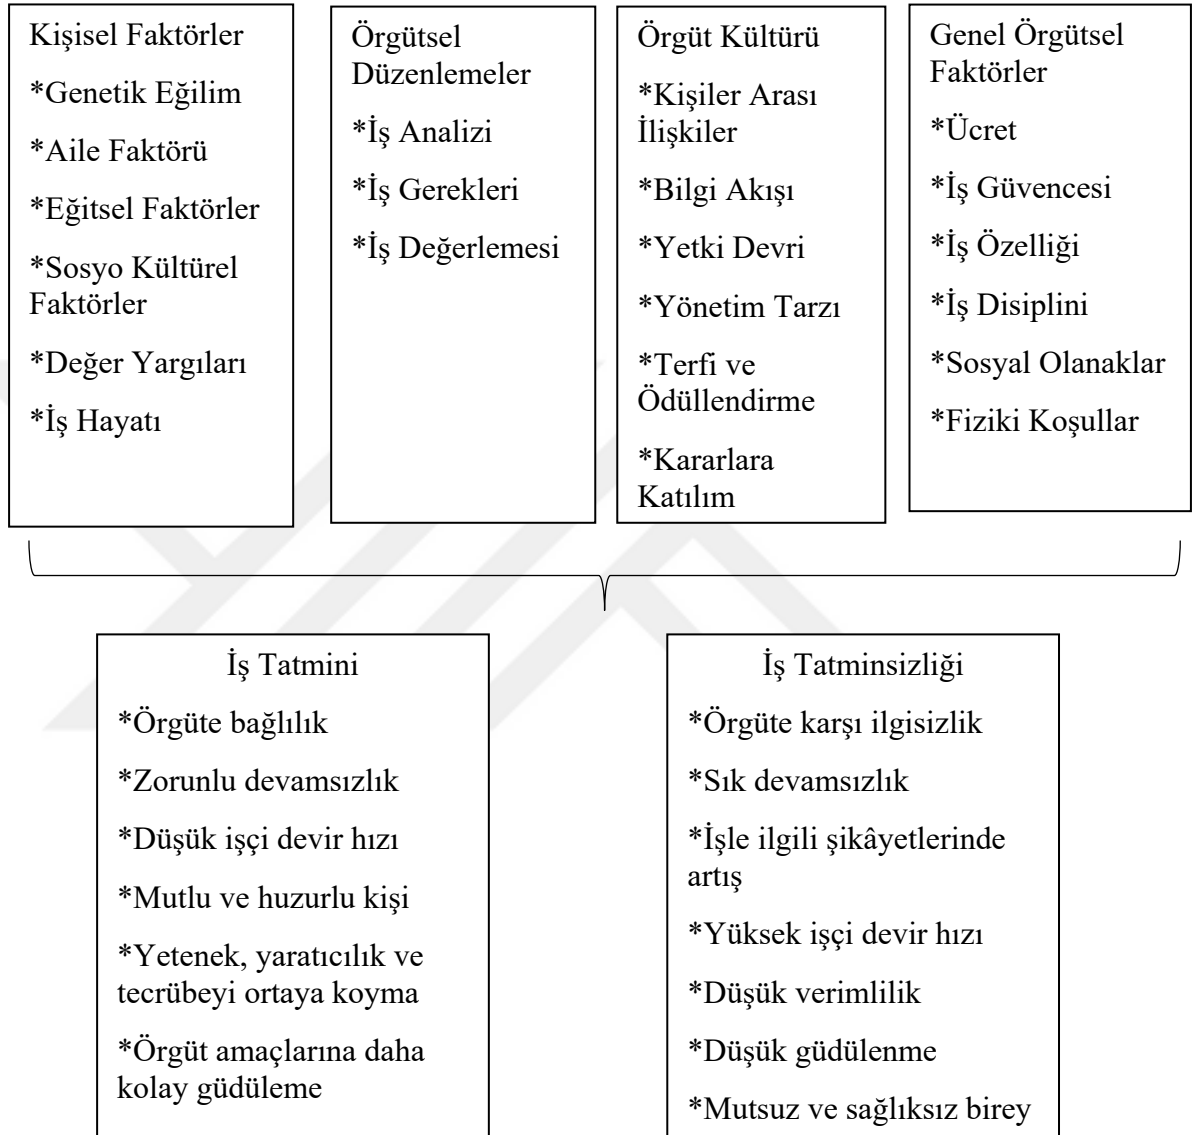 Kişisel Faktörler
*Genetik Eğilim
*Aile Faktörü
*Eğitsel Faktörler
*Sosyo Kültürel
Faktörler
*Değer Yargıları
*İş Hayatı
Örgütsel
Düzenlemeler
*İş Analizi
*İş Gerekleri
*İş Değerlemesi
Örgüt Kültürü
*Kişiler Arası
İlişkiler
*Bilgi Akışı
*Yetki Devri
*Yönetim Tarzı
*Terfi ve
Ödüllendirme
*Kararlara
Katılım
Genel Örgütsel
Faktörler
*Ücret
*İş Güvencesi
*İş Özelliği
*İş Disiplini
*Sosyal Olanaklar
*Fiziki Koşullar
İş Tatmini
*Örgüte bağlılık
*Zorunlu devamsızlık
*Düşük işçi devir hızı
*Mutlu ve huzurlu kişi
*Yetenek, yaratıcılık ve
tecrübeyi ortaya koyma
*Örgüt amaçlarına daha
kolay güdüleme
İş Tatminsizliği
*Örgüte karşı ilgisizlik
*Sık devamsızlık
*İşle ilgili şikâyetlerinde
artış
*Yüksek işçi devir hızı
*Düşük verimlilik
*Düşük güdülenme
*Mutsuz ve sağlıksız birey